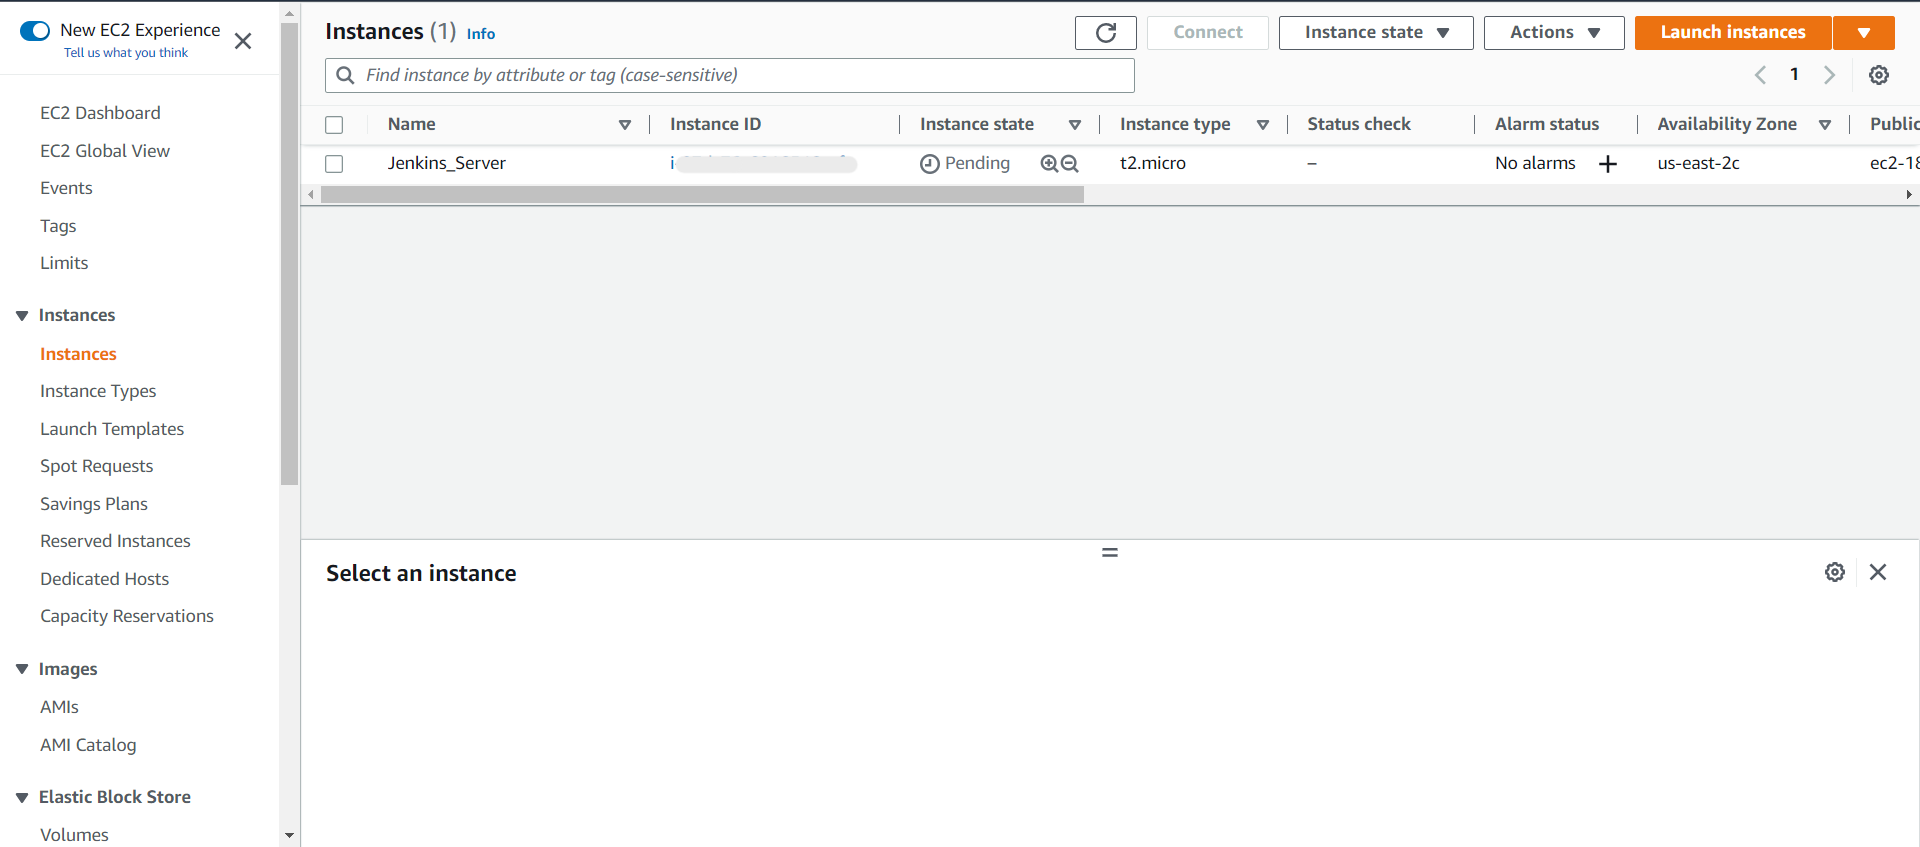 New EC2 Experience
Tell us what you think
EC2 Dashboard
EC2 Global View
Events
Tags
Limits
Instances
Instances
Instance Types
Launch Templates
Spot Requests
Savings Plans
Reserved Instances
Dedicated Hosts
Capacity Reservations
Images
AMIs
AMI Catalog
Elastic Block Store
Volumes
Instances (1) Info
Connect Instance state Actions Launch instances
Find instance by attribute or tag (case-sensitive)
1
Name Instance ID Instance state Instance type Status check Alarm status Availability Zone Public
Jenkins_Server Pending t2.micro – No alarms us-east-2c ec2-18
Select an instance